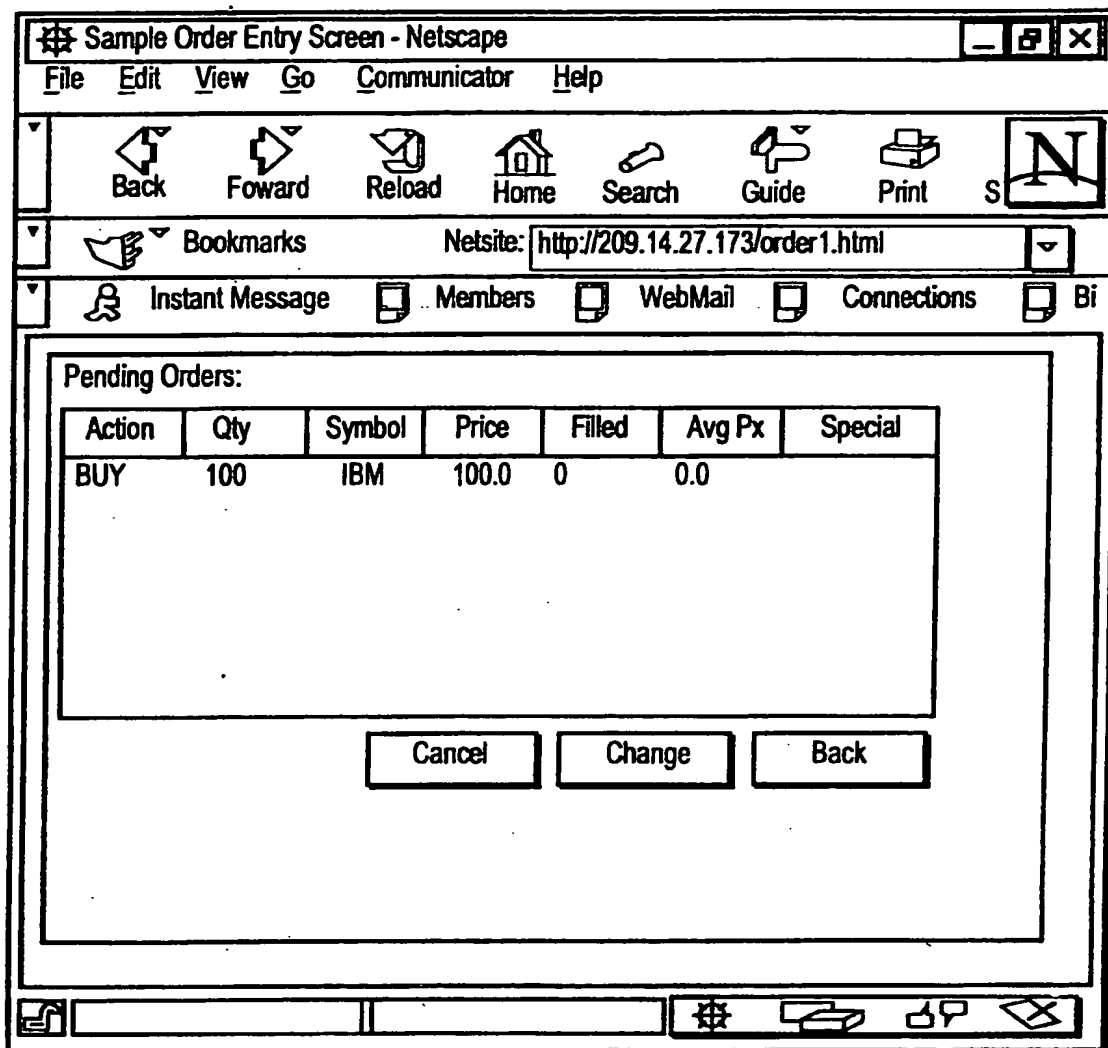 Sample Order Entry Screen - Netscape
File Edit View Go Communicator Help
Back Foward Reload Home Search Guide Print S N
Bookmarks Netsite: http://209.14.27.173/order1.html
Instant Message Members WebMail Connections Bi
Pending Orders:
Action Qty Symbol Price Filled Avg Px Special
BUY 100 IBM 100.0 0 0.0
Cancel Change Back